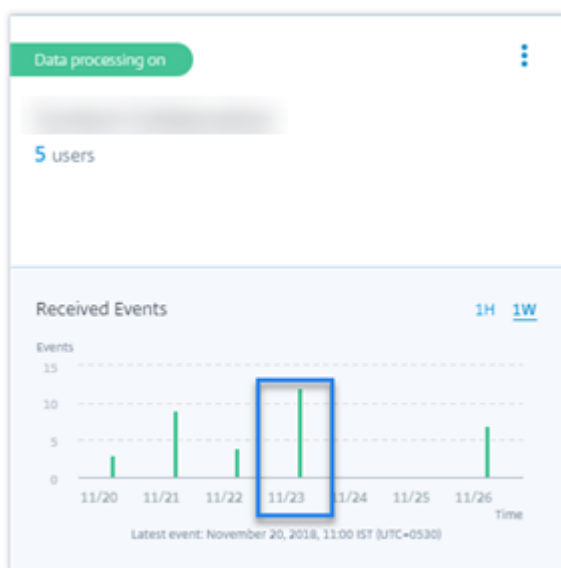 Data processing on
5 users
Received Events
1H 1W
Events
15
10
5
0
11/20 11/21 11/22 11/23 11/24 11/25 11/26
Time
Latest event: November 20, 2018, 11:00 IST (UTC+0530)